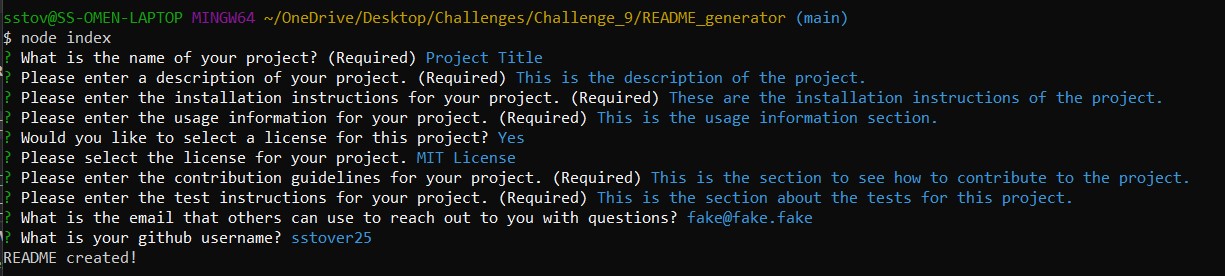 sstov@SS-OMEN-LAPTOP MINGW64 ~/OneDrive/Desktop/Challenges/Challenge_9/README_generator (main)
$ node index
? What is the name of your project? (Required) Project Title
? Please enter a description of your project. (Required) This is the description of the project.
? Please enter the installation instructions for your project. (Required) These are the installation instructions of the project.
? Please enter the usage information for your project. (Required) This is the usage information section.
? Would you like to select a license for this project? Yes
? Please select the license for your project. MIT License
? Please enter the contribution guidelines for your project. (Required) This is the section to see how to contribute to the project.
? Please enter the test instructions for your project. (Required) This is the section about the tests for this project.
? What is the email that others can use to reach out to you with questions? fake@fake.fake
? What is your github username? sstover25
README created!